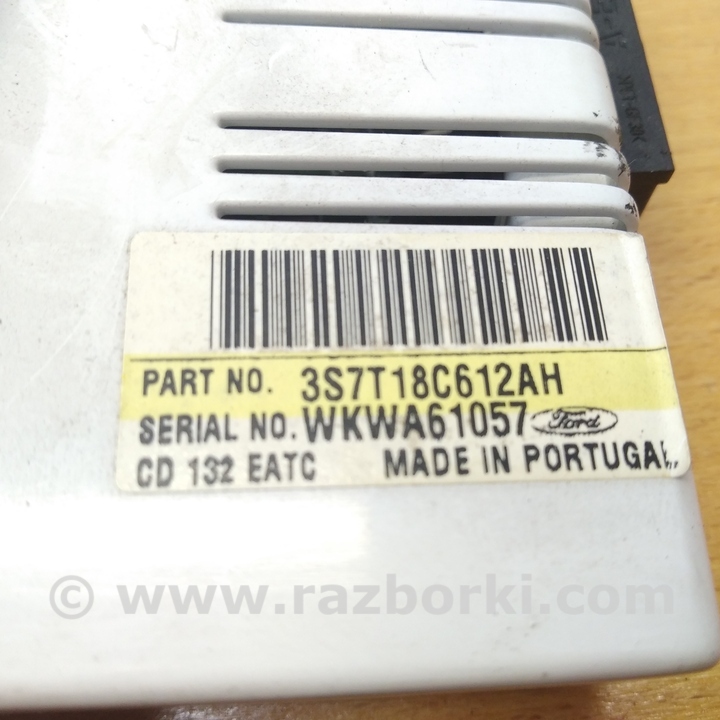 PART NO. 3S7T18C612AH
SERIAL NO. WKWA61057 Ford
CD 132 EATC MADE IN PORTUGAL
© www.razborki.com